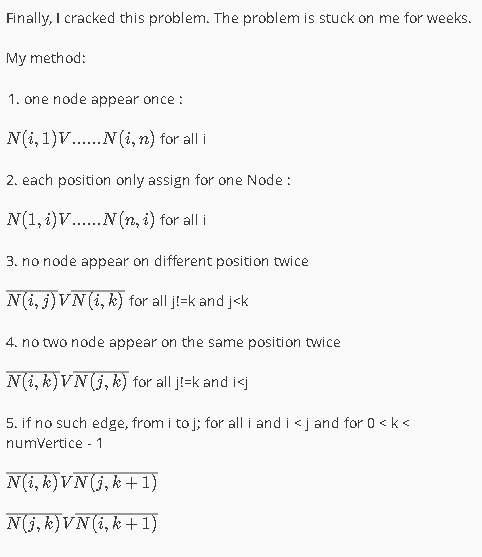 Finally, I cracked this problem. The problem is stuck on me for weeks.
My method:
1. one node appear once :
$N(i,1)V......N(i,n)$ for all i
2. each position only assign for one Node :
$N(1,i)V......N(n,i)$ for all i
3. no node appear on different position twice
$\overline{N(i,j)}V\overline{N(i,k)}$ for all j!=k and j<k
4. no two node appear on the same position twice
$\overline{N(i,k)}V\overline{N(j,k)}$ for all j!=k and i<j
5. if no such edge, from i to j; for all i and i < j and for 0 < k <
numVertice - 1
$\overline{N(i,k)}V\overline{N(j,k+1)}$
$\overline{N(j,k)}V\overline{N(i,k+1)}$